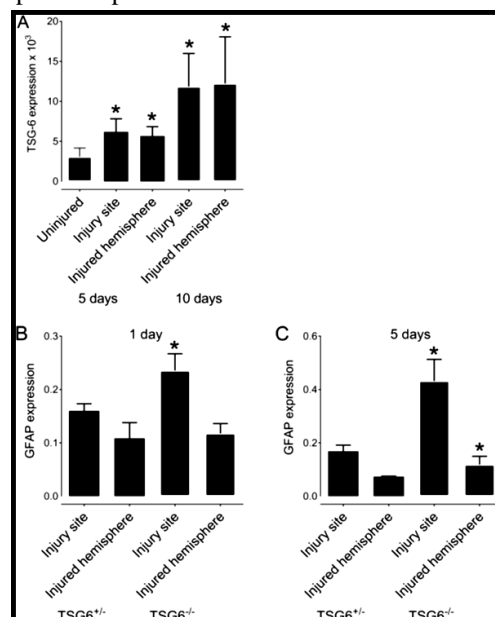 A
TSG-6 expression x 10³
20
15
10
5
0
* * * *
Uninjured
Injury site
Injured hemisphere
Injury site
Injured hemisphere
5 days 10 days
B
1 day
GFAP expression
0.3
0.2
0.1
0.0
*
Injury site
Injured hemisphere
Injury site
Injured hemisphere
TSG6+/- TSG6-/-
C
5 days
GFAP expression
0.6
0.4
0.2
0.0
* *
Injury site
Injured hemisphere
Injury site
Injured hemisphere
TSG6+/- TSG6-/-